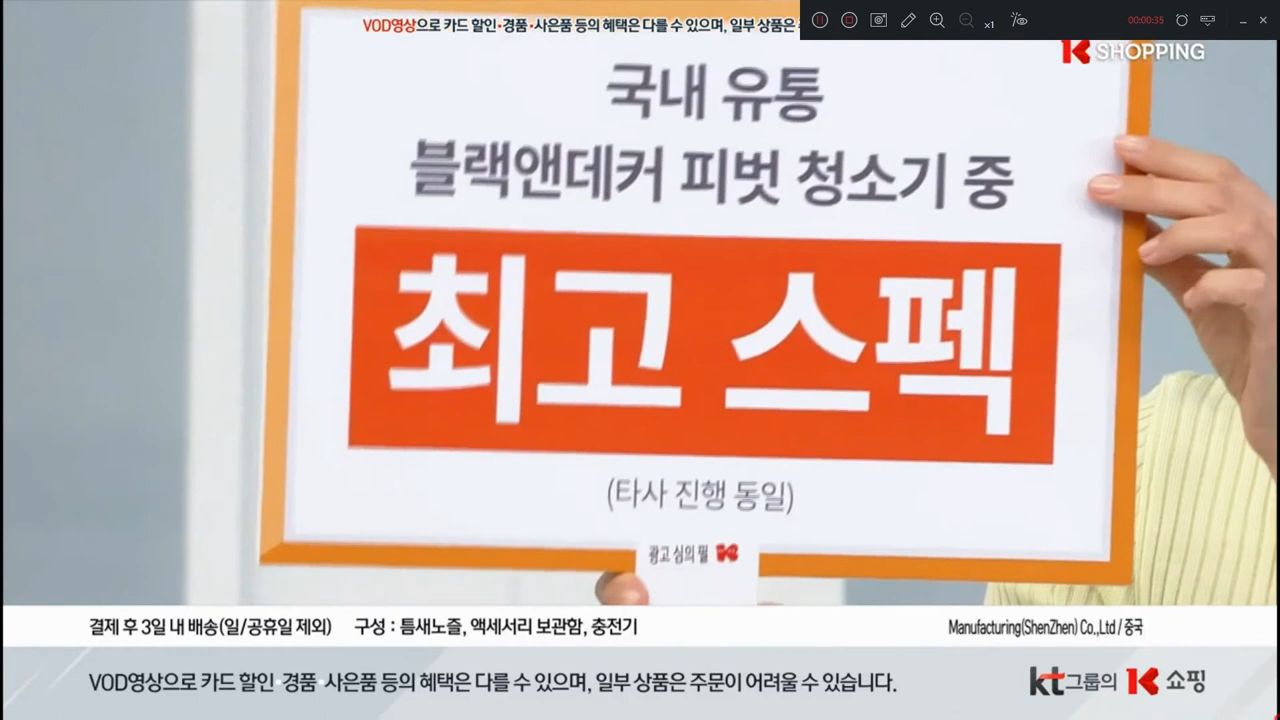 VOD영상으로 카드 할인·경품·사은품 등의 혜택은 다를 수 있으며, 일부 상품은
x1
00:00:35
K SHOPPING
국내 유통
블랙앤데커 피벗 청소기 중
최고 스펙
(타사 진행 동일)
광고 심의 필 K
결제 후 3일 내 배송(일/공휴일 제외) 구성 : 틈새노즐, 액세서리 보관함, 충전기 Manufacturing(ShenZhen) Co.,Ltd / 중국
VOD영상으로 카드 할인·경품·사은품 등의 혜택은 다를 수 있으며, 일부 상품은 주문이 어려울 수 있습니다. kt그룹의 K 쇼핑